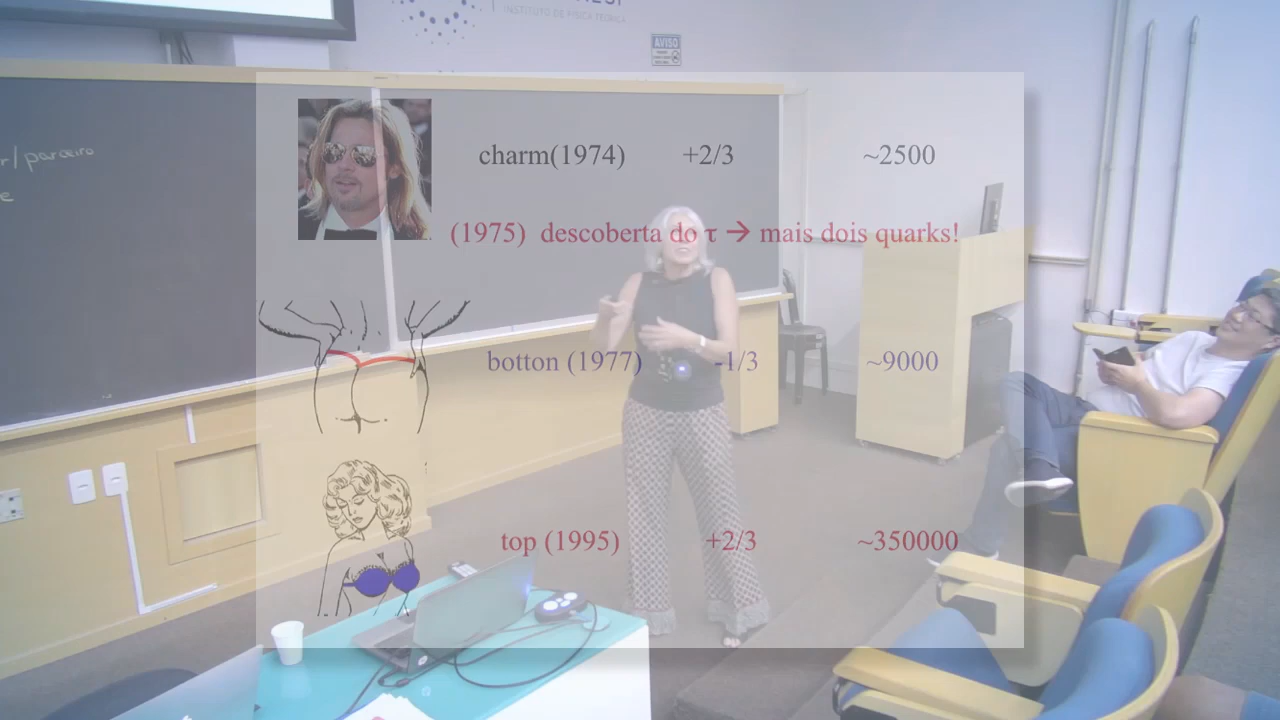 INSTITUTO DE FÍSICA TEÓRICA
AVISO
r/parceiro
e
charm(1974) +2/3 ~2500
(1975) descoberta do τ → mais dois quarks!
botton (1977) -1/3 ~9000
top (1995) +2/3 ~350000